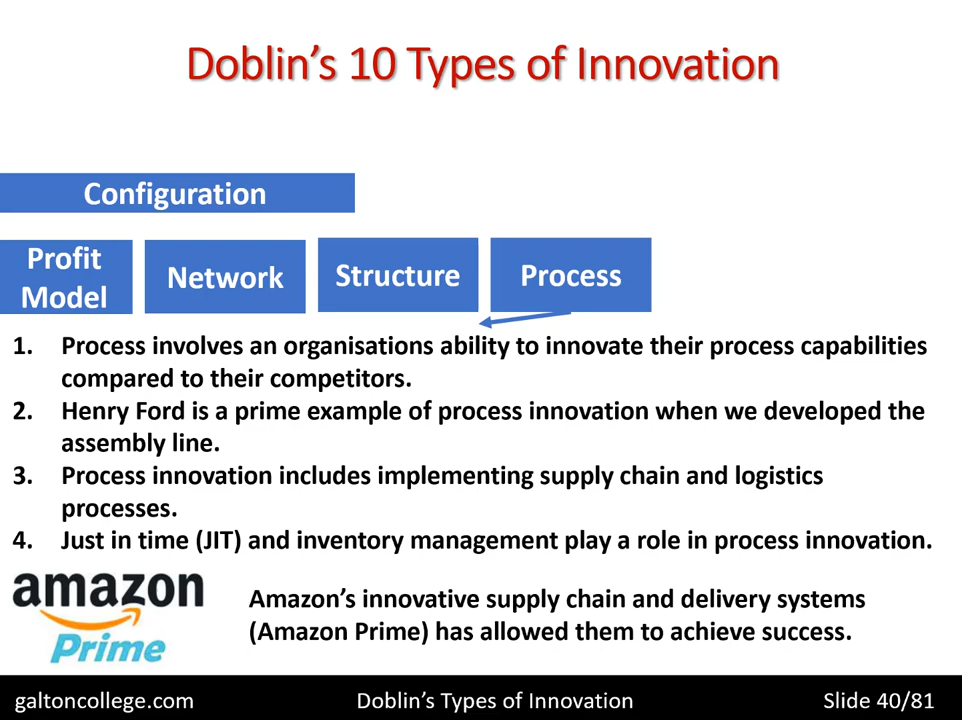 Doblin’s 10 Types of Innovation
Configuration
Profit
Model
Network
Structure
Process
1. Process involves an organisations ability to innovate their process capabilities
compared to their competitors.
2. Henry Ford is a prime example of process innovation when we developed the
assembly line.
3. Process innovation includes implementing supply chain and logistics
processes.
4. Just in time (JIT) and inventory management play a role in process innovation.
amazon
Prime
Amazon’s innovative supply chain and delivery systems
(Amazon Prime) has allowed them to achieve success.
galtoncollege.com Doblin’s Types of Innovation Slide 40/81